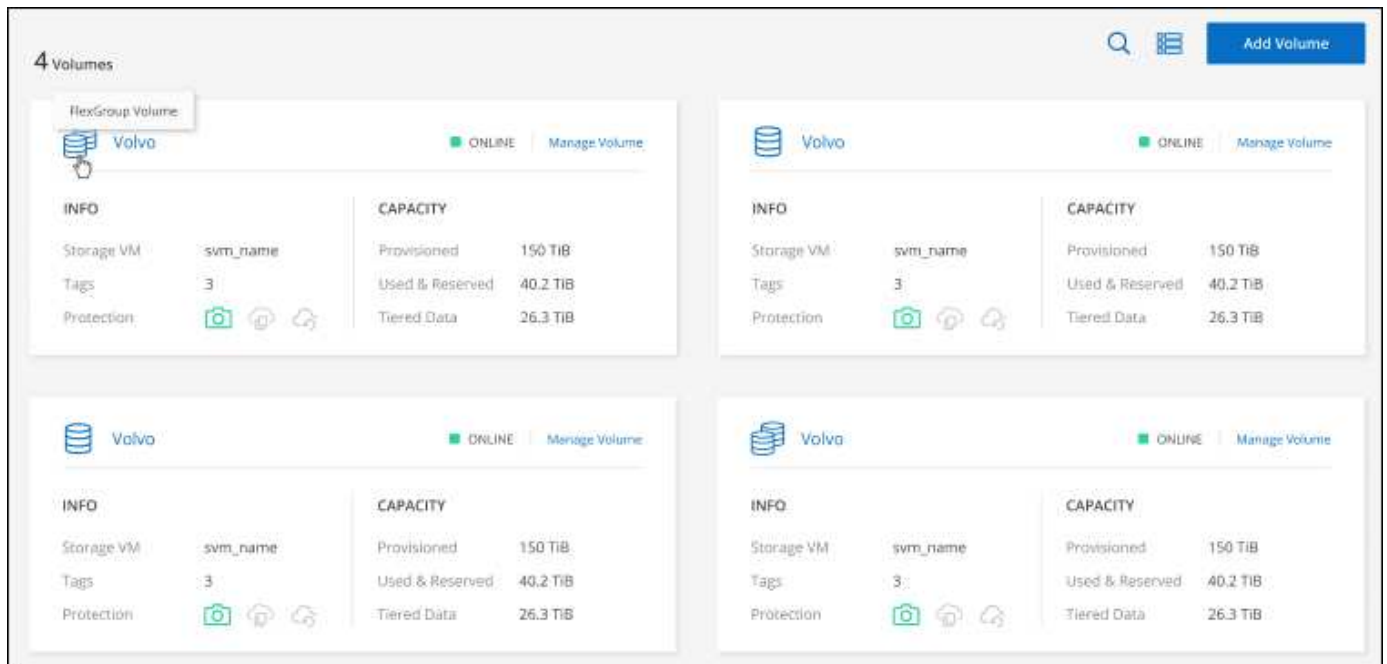 Add Volume
4 Volumes
FlexGroup Volume
Volvo ONLINE Manage Volume
INFO CAPACITY
Storage VM svm_name Provisioned 150 TiB
Tags 3 Used & Reserved 40.2 TiB
Protection Tiered Data 26.3 TiB
Volvo ONLINE Manage Volume
INFO CAPACITY
Storage VM svm_name Provisioned 150 TiB
Tags 3 Used & Reserved 40.2 TiB
Protection Tiered Data 26.3 TiB
Volvo ONLINE Manage Volume
INFO CAPACITY
Storage VM svm_name Provisioned 150 TiB
Tags 3 Used & Reserved 40.2 TiB
Protection Tiered Data 26.3 TiB
Volvo ONLINE Manage Volume
INFO CAPACITY
Storage VM svm_name Provisioned 150 TiB
Tags 3 Used & Reserved 40.2 TiB
Protection Tiered Data 26.3 TiB